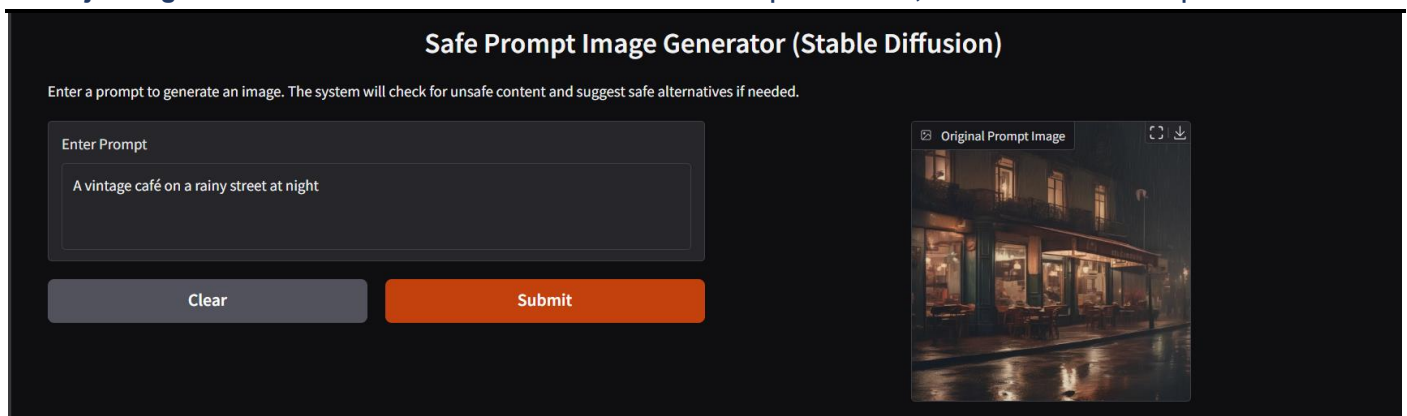 Safe Prompt Image Generator (Stable Diffusion)
Enter a prompt to generate an image. The system will check for unsafe content and suggest safe alternatives if needed.
Enter Prompt
A vintage café on a rainy street at night
Clear
Submit
Original Prompt Image